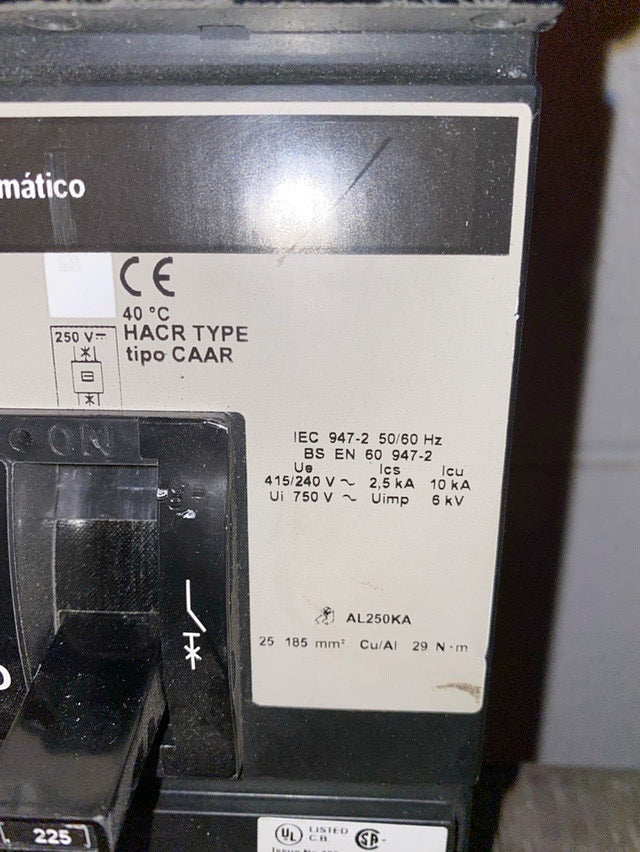 mático
CE
40 °C
250 V
HACR TYPE
tipo CAAR
ON
IEC 947-2 50/60 Hz
BS EN 60 947-2
Ue Ics Icu
415/240 V ~ 2,5 kA 10 kA
Ui 750 V ~ Uimp 6 kV
AL250KA
25 185 mm² Cu/Al 29 N·m
225
UL LISTED SA
C.B.